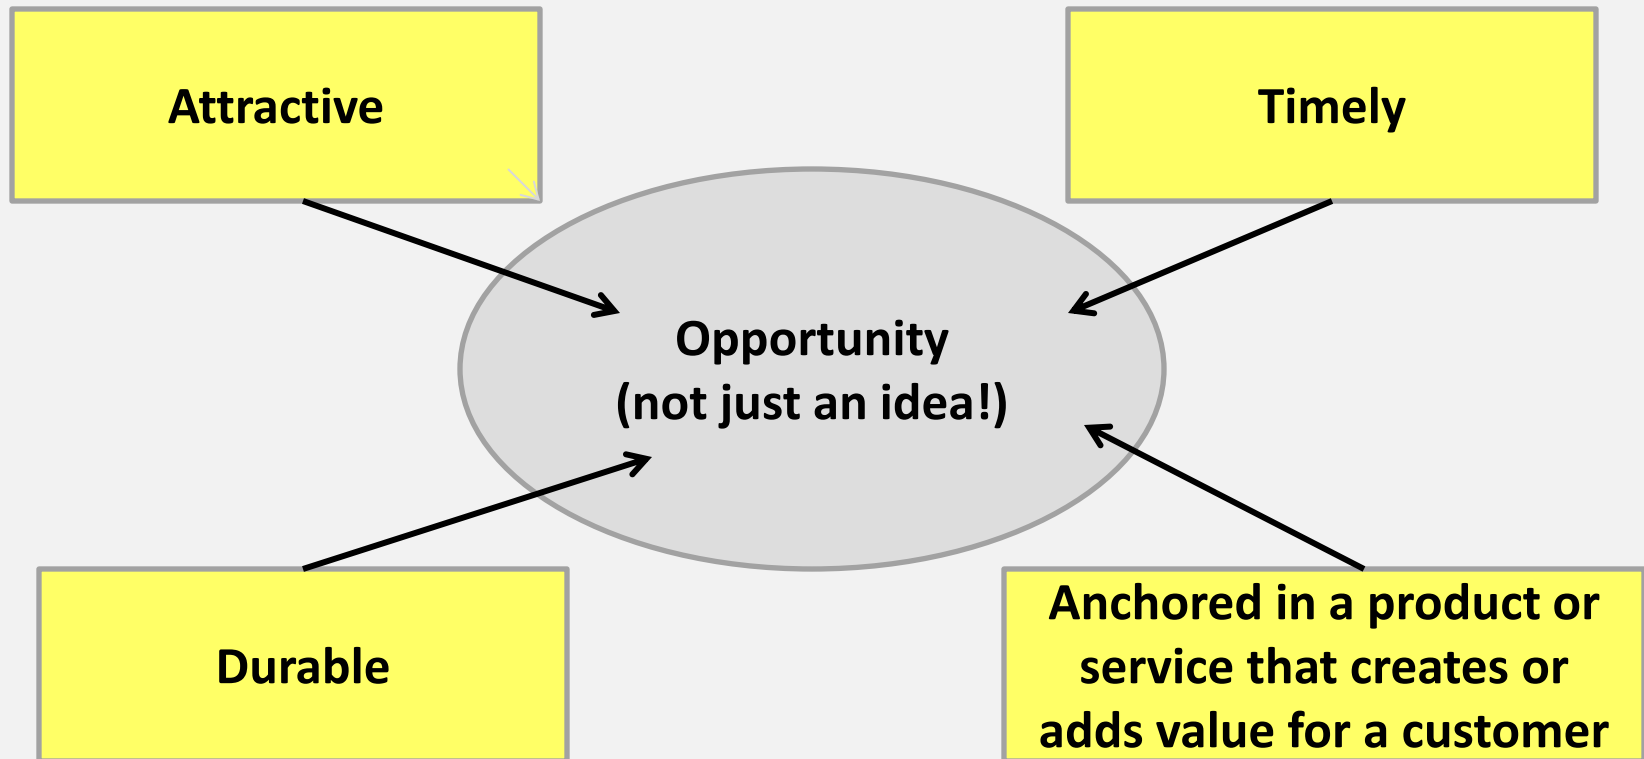 Attractive
Timely
Opportunity
(not just an idea!)
Durable
Anchored in a product or
service that creates or
adds value for a customer